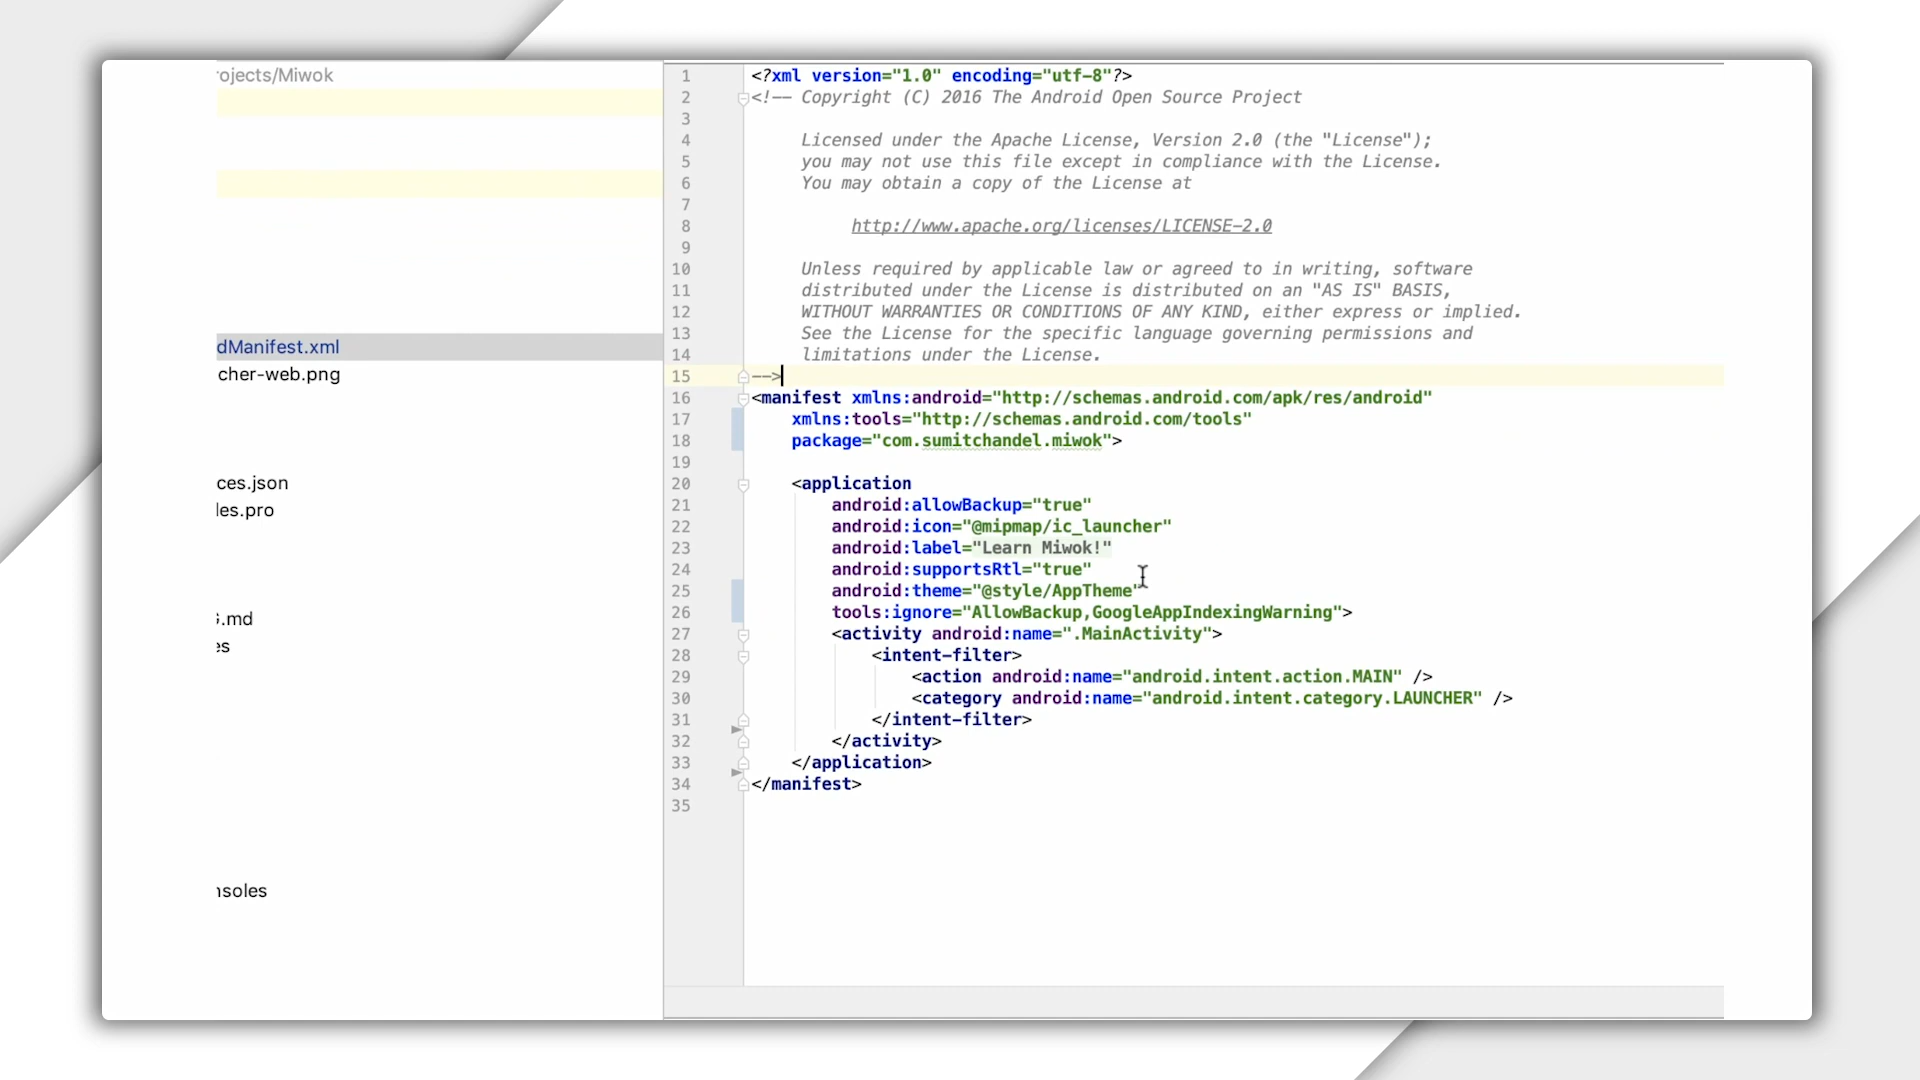 ojects/Miwok
dManifest.xml
cher-web.png
ces.json
les.pro
.md
es
nsoles
1 <?xml version="1.0" encoding="utf-8"?>
2 <!-- Copyright (C) 2016 The Android Open Source Project
3
4 Licensed under the Apache License, Version 2.0 (the "License");
5 you may not use this file except in compliance with the License.
6 You may obtain a copy of the License at
7
8 http://www.apache.org/licenses/LICENSE-2.0
9
10 Unless required by applicable law or agreed to in writing, software
11 distributed under the License is distributed on an "AS IS" BASIS,
12 WITHOUT WARRANTIES OR CONDITIONS OF ANY KIND, either express or implied.
13 See the License for the specific language governing permissions and
14 limitations under the License.
15 -->
16 <manifest xmlns:android="http://schemas.android.com/apk/res/android"
17 xmlns:tools="http://schemas.android.com/tools"
18 package="com.sumitchandel.miwok">
19
20 <application
21 android:allowBackup="true"
22 android:icon="@mipmap/ic_launcher"
23 android:label="Learn Miwok!"
24 android:supportsRtl="true"
25 android:theme="@style/AppTheme"
26 tools:ignore="AllowBackup,GoogleAppIndexingWarning">
27 <activity android:name=".MainActivity">
28 <intent-filter>
29 <action android:name="android.intent.action.MAIN" />
30 <category android:name="android.intent.category.LAUNCHER" />
31 </intent-filter>
32 </activity>
33 </application>
34 </manifest>
35